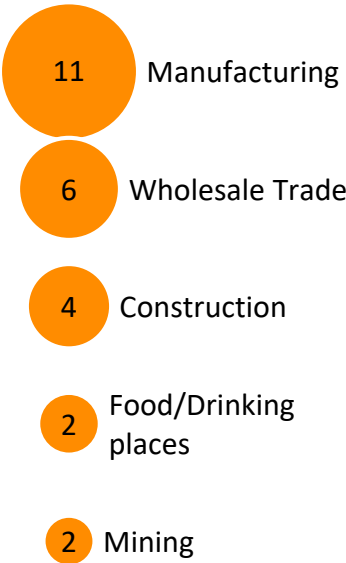 11 Manufacturing
6 Wholesale Trade
4 Construction
2 Food/Drinking
places
2 Mining